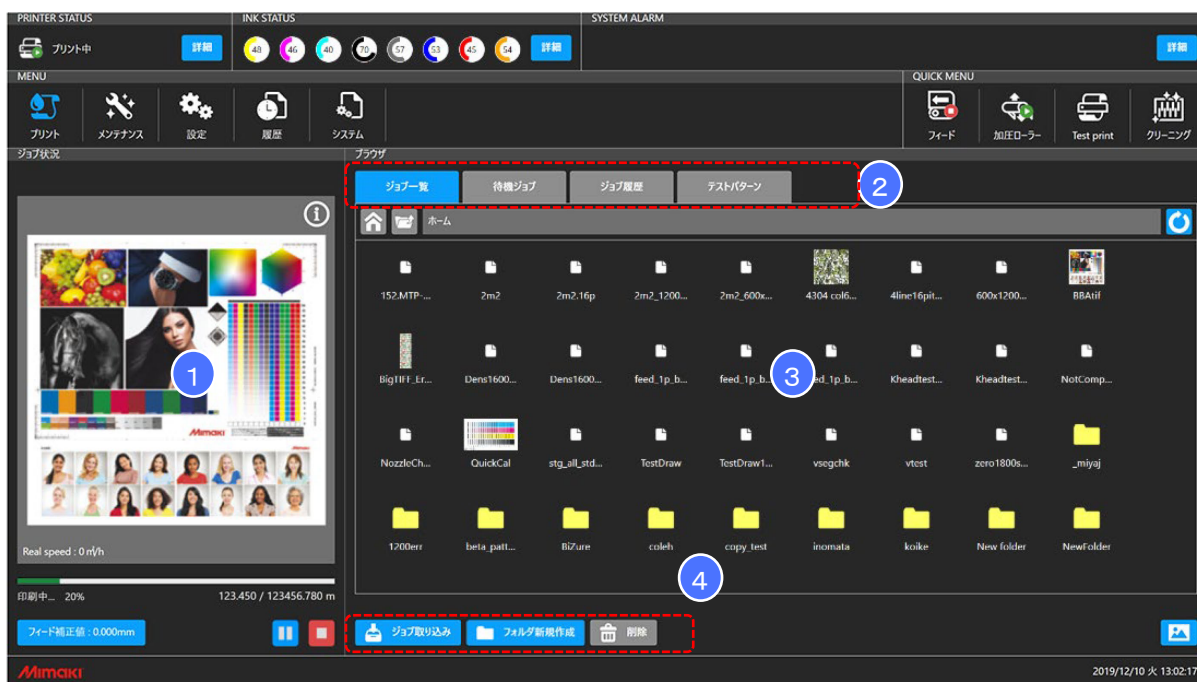 PRINTER STATUS
INK STATUS
SYSTEM ALARM
プリント中
詳細
48 46 40 70 57 53 45 54
詳細
詳細
MENU
QUICK MENU
プリント
メンテナンス
設定
履歴
システム
フィード
加圧ローラー
Test print
クリーニング
ジョブ状況
ブラウザ
ジョブ一覧
待機ジョブ
ジョブ履歴
テストパターン
2
ホーム
152.MTP-...
2m2
2m2.16p
2m2_1200...
2m2_600x...
4304 col6...
4line16pit...
600x1200...
BBAtif
1
BigTIFF_Er...
Dens1600...
Dens1600...
feed_1p_b...
feed_1p_b...
3
feed_1p_b...
Kheadtest...
Kheadtest...
NotComp...
Mimaki
NozzleCh...
QuickCal
stg_all_std...
TestDraw
TestDraw1...
vsegchk
vtest
zero1800s...
_miyaj
1200err
beta_patt...
BiZure
coleh
copy_test
inomata
koike
New folder
NewFolder
Real speed : 0㎡/h
4
印刷中... 20%
123.450 / 123456.780 m
フィード補正値 : 0.000mm
ジョブ取り込み
フォルダ新規作成
削除
Mimaki
2019/12/10 火 13:02:17